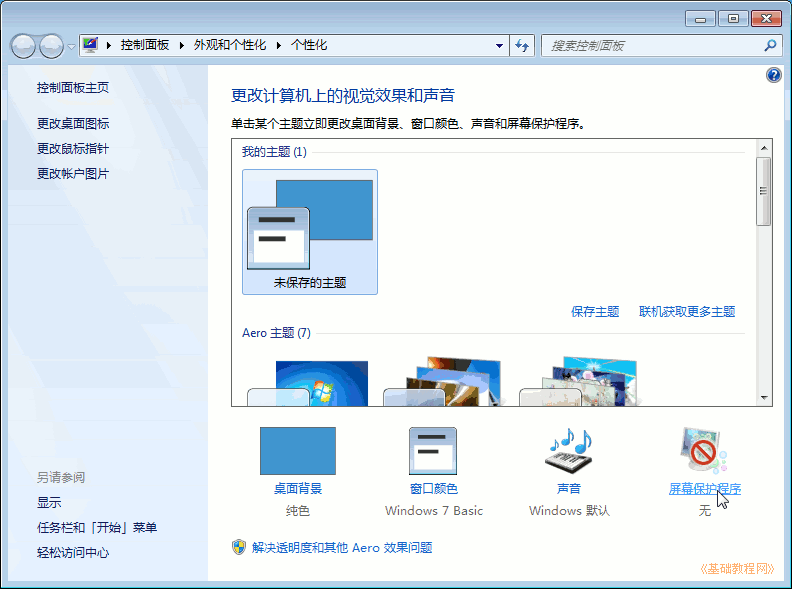 控制面板 ▸ 外观和个性化 ▸ 个性化
搜索控制面板
控制面板主页
更改桌面图标
更改鼠标指针
更改帐户图片
更改计算机上的视觉效果和声音
单击某个主题立即更改桌面背景、窗口颜色、声音和屏幕保护程序。
我的主题 (1)
未保存的主题
保存主题 联机获取更多主题
Aero 主题 (7)
桌面背景 窗口颜色 声音 屏幕保护程序
纯色 Windows 7 Basic Windows 默认 无
解决透明度和其他 Aero 效果问题
另请参阅
显示
任务栏和「开始」菜单
轻松访问中心
《基础教程网》